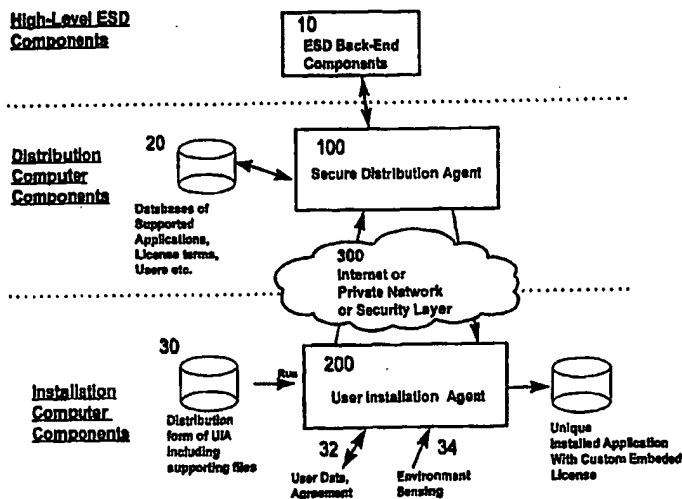 High-Level ESD
Components
10
ESD Back-End
Components
Distribution
Computer
Components
20
Databases of
Supported
Applications,
License terms,
Users etc.
100
Secure Distribution Agent
300
Internet or
Private Network
or Security Layer
Installation
Computer
Components
30
Distribution
form of UIA
including
supporting files
Run
200
User Installation Agent
32
User Data,
Agreement
34
Environment
Sensing
Unique
Installed Application
With Custom Embeded
License